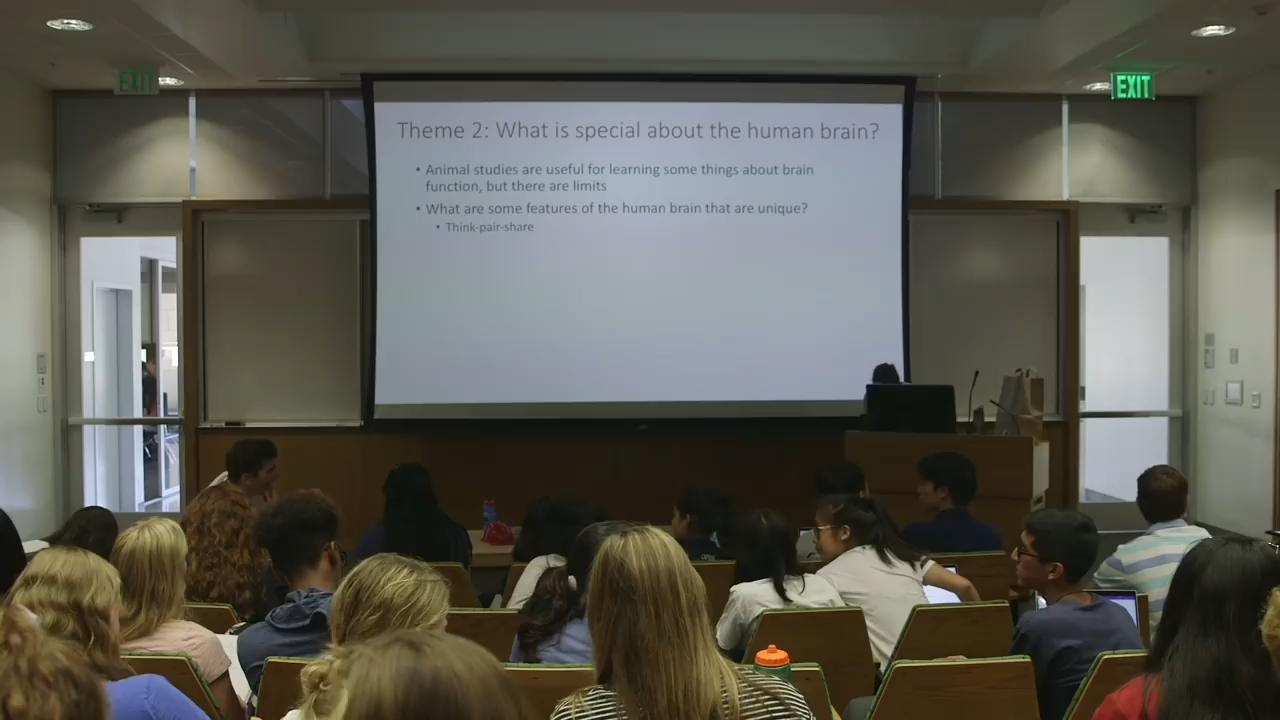 EXIT
EXIT
Theme 2: What is special about the human brain?
• Animal studies are useful for learning some things about brain
function, but there are limits
• What are some features of the human brain that are unique?
• Think-pair-share
OPEN